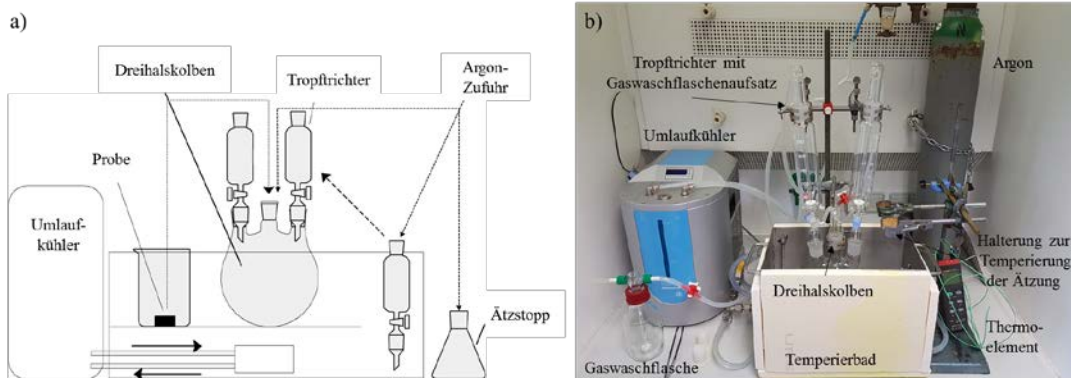 a)
Dreihalskolben
Tropftrichter
Argon-
Zufuhr
Probe
Umlauf-
kühler
Ätzstopp
b)
Tropftrichter mit
Gaswaschflaschenaufsatz
Argon
Umlaufkühler
Halterung zur
Temperierung
der Ätzung
Dreihalskolben
Thermo-
element
Temperierbad
Gaswaschflasche